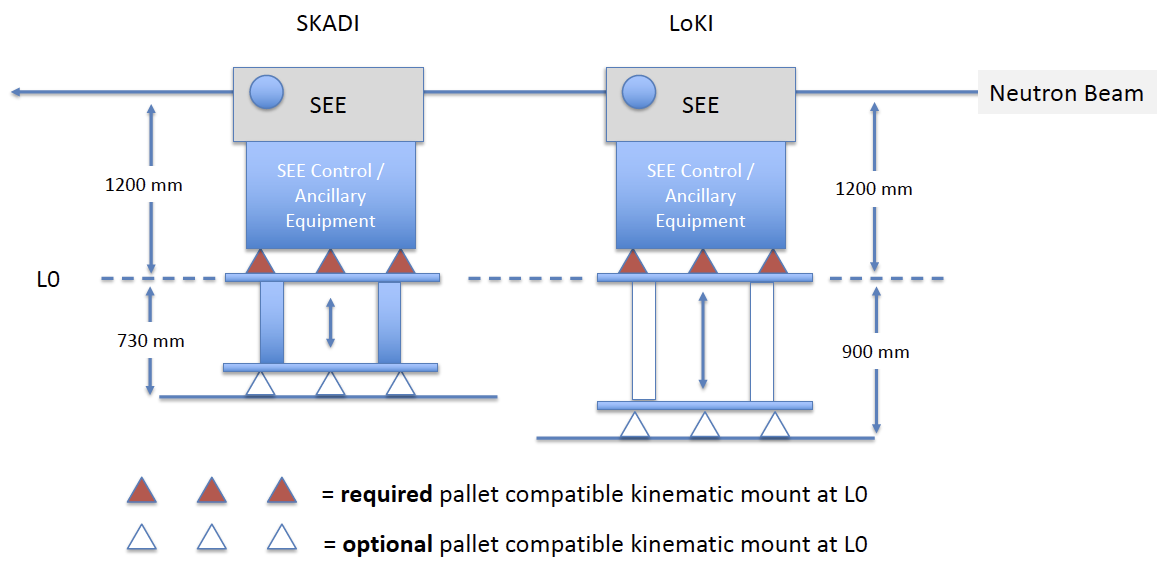 SKADI
LoKI
SEE
SEE
Neutron Beam
SEE Control /
Ancillary
Equipment
SEE Control /
Ancillary
Equipment
1200 mm
1200 mm
L0
730 mm
900 mm
= required pallet compatible kinematic mount at L0
= optional pallet compatible kinematic mount at L0